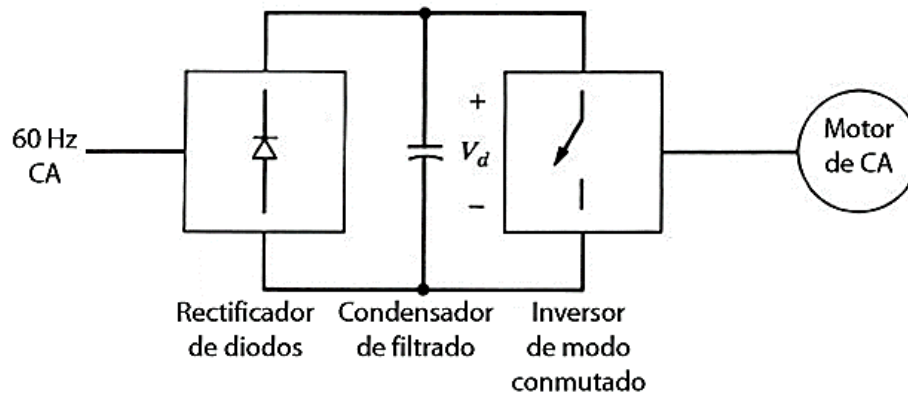 60 Hz
CA
+
V_d
−
Motor
de CA
Rectificador
de diodos
Condensador
de filtrado
Inversor
de modo
conmutado